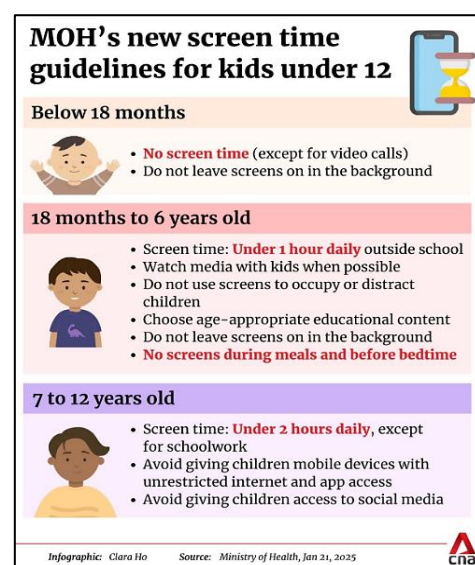 MOH's new screen time
guidelines for kids under 12
Below 18 months
• No screen time (except for video calls)
• Do not leave screens on in the background
18 months to 6 years old
• Screen time: Under 1 hour daily outside school
• Watch media with kids when possible
• Do not use screens to occupy or distract
children
• Choose age-appropriate educational content
• Do not leave screens on in the background
• No screens during meals and before bedtime
7 to 12 years old
• Screen time: Under 2 hours daily, except
for schoolwork
• Avoid giving children mobile devices with
unrestricted internet and app access
• Avoid giving children access to social media
Infographic: Clara Ho Source: Ministry of Health, Jan 21, 2025
cna